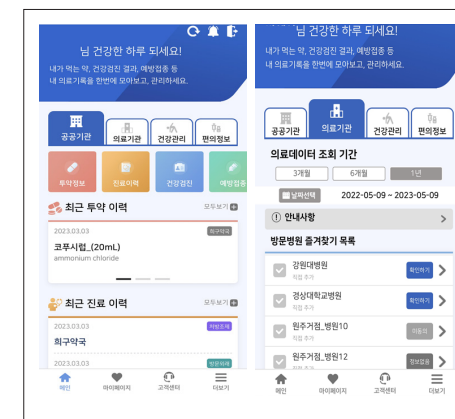 님 건강한 하루 되세요!
내가 먹는 약, 건강검진 결과, 예방접종 등
내 의료기록을 한번에 모아보고, 관리하세요.
공공기관
의료기관
건강관리
편의정보
투약정보
진료이력
건강검진
예방접종
최근 투약 이력
모두보기
2023.03.03
희구약국
코푸시럽_(20mL)
ammonium chloride
최근 진료 이력
모두보기
2023.03.03
처방조제
희구약국
2023.03.03
방문외래
메인
마이페이지
고객센터
더보기
님 건강한 하루 되세요!
내가 먹는 약, 건강검진 결과, 예방접종 등
내 의료기록을 한번에 모아보고, 관리하세요.
공공기관
의료기관
건강관리
편의정보
의료데이터 조회 기간
3개월
6개월
1년
날짜선택
2022-05-09 ~ 2023-05-09
안내사항
방문병원 즐겨찾기 목록
강원대병원
직접 추가
확인하기
경상대학교병원
직접 추가
확인하기
원주거점_병원10
직접 추가
미동의
원주거점_병원12
직접 추가
정보없음
메인
마이페이지
고객센터
더보기